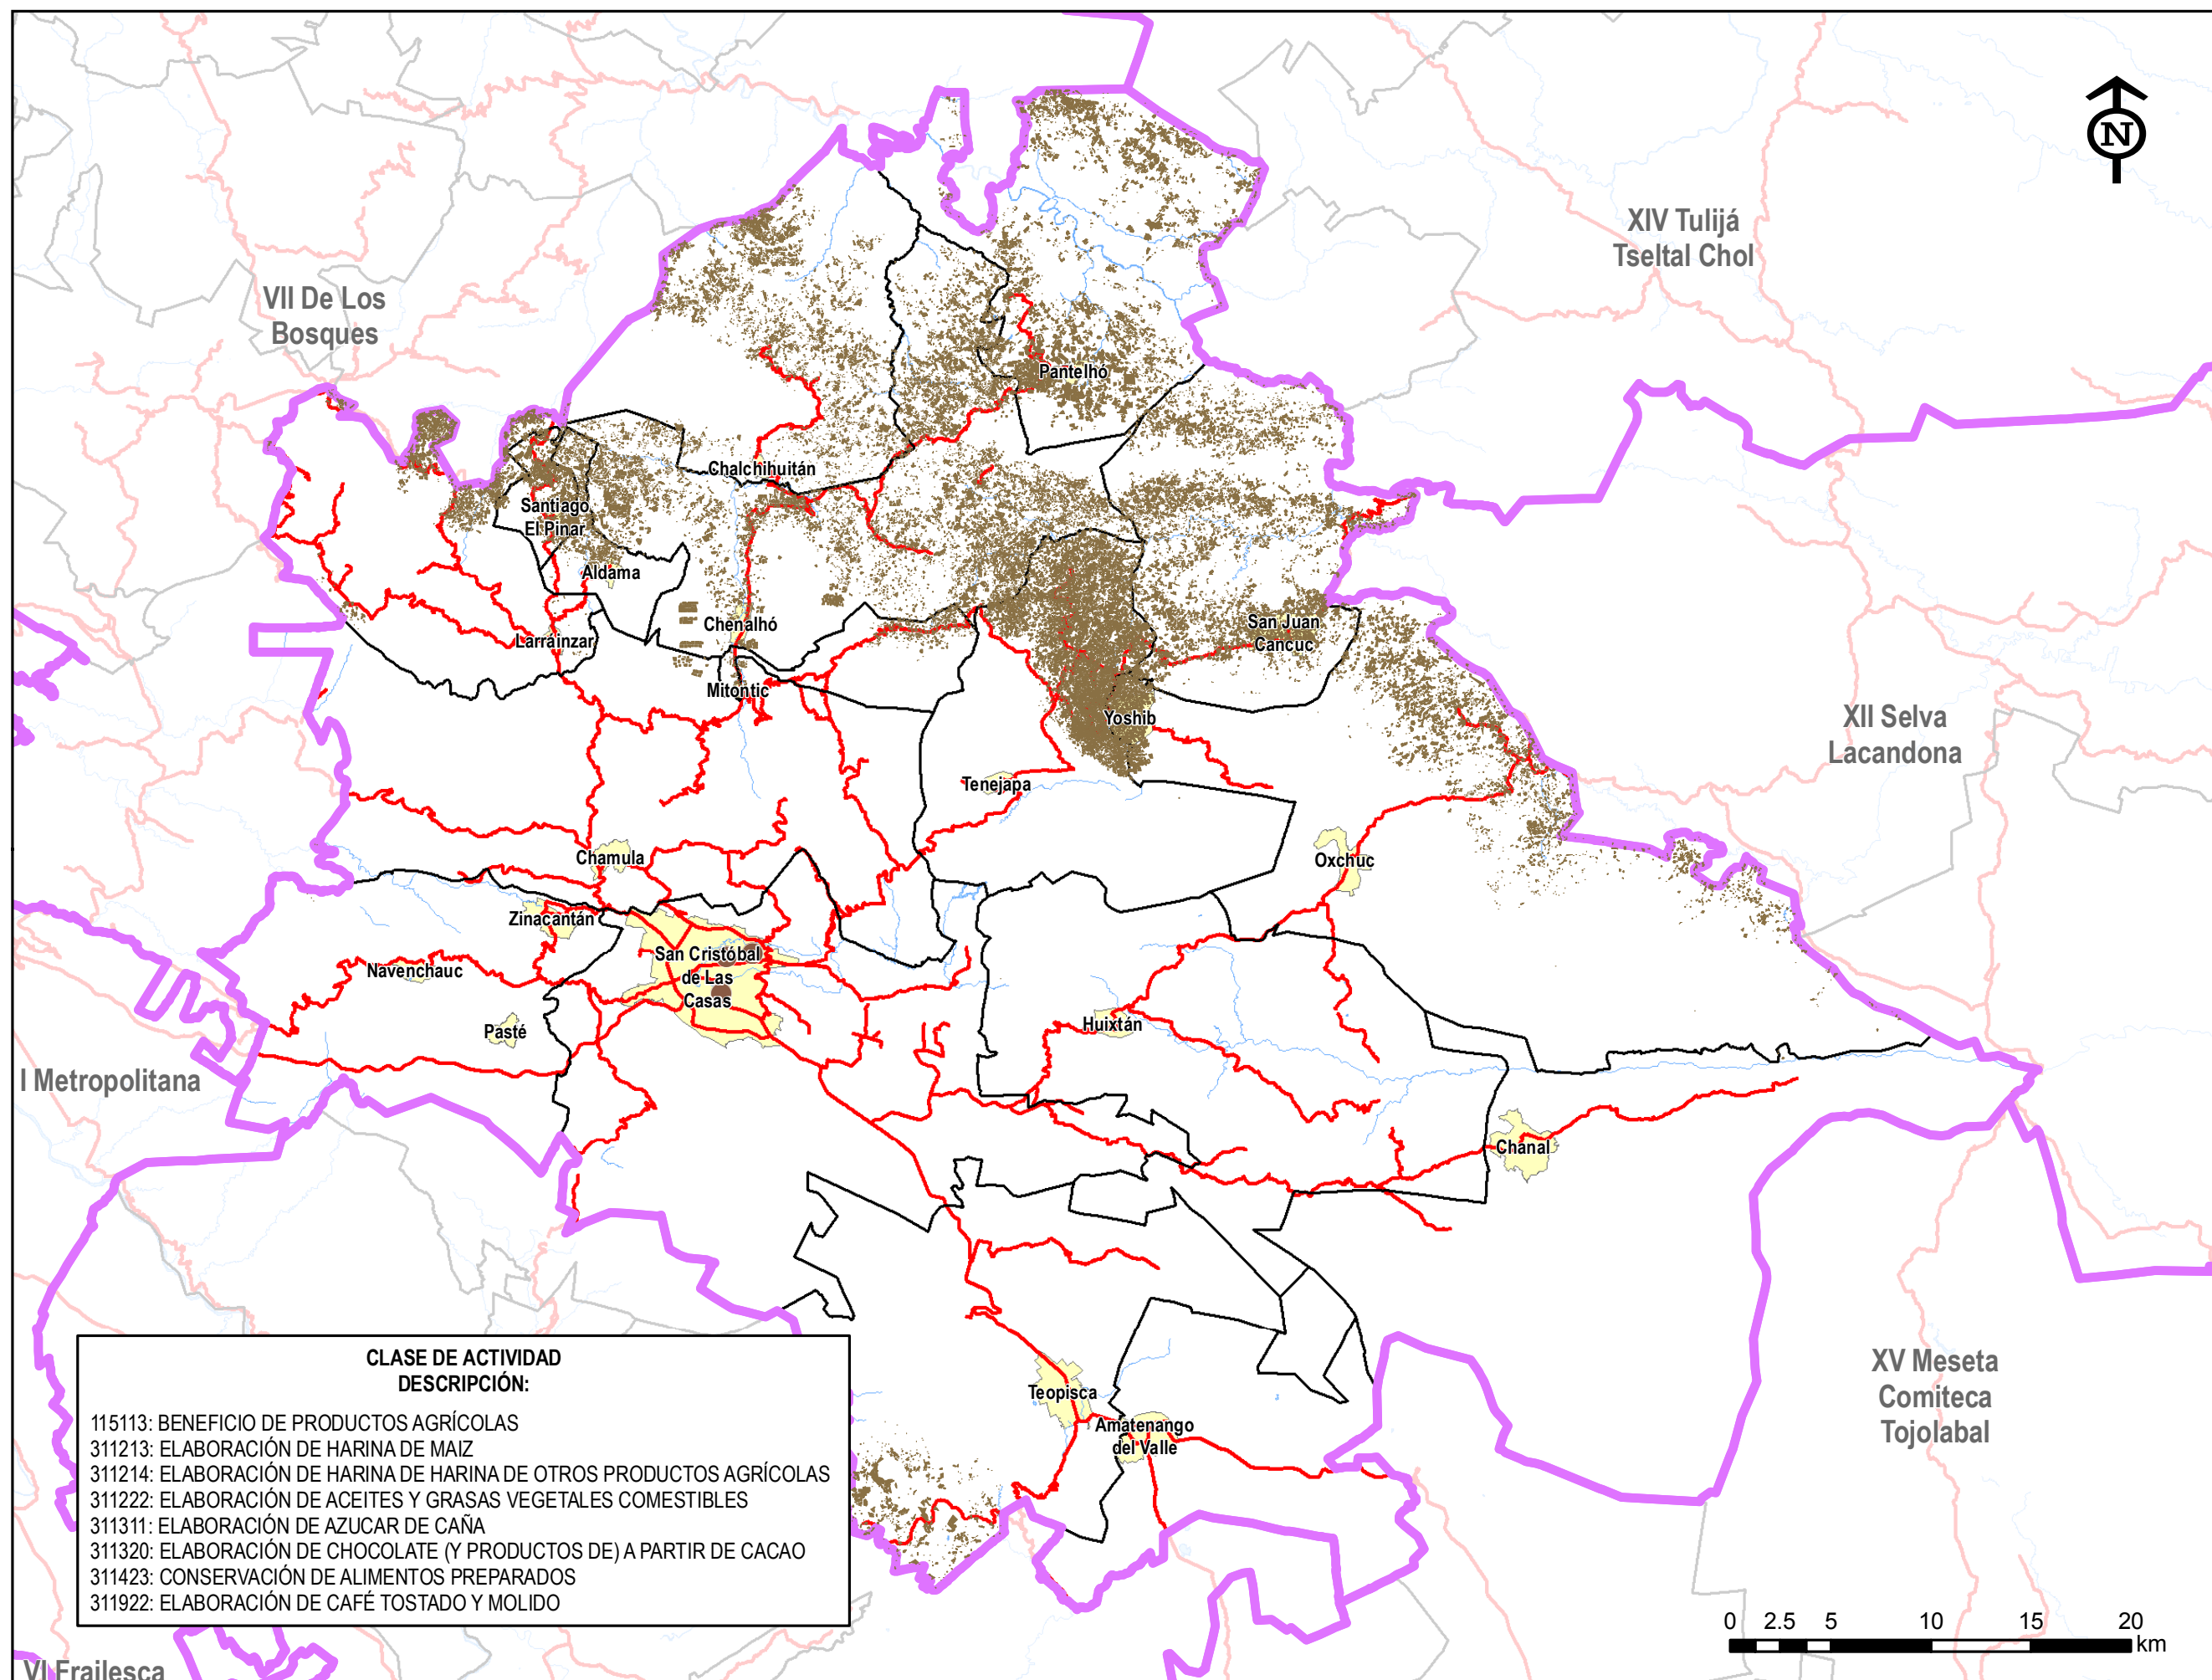 N
XIV Tulijá
Tseltal Chol
VII De Los
Bosques
Pantelhó
Chalchihuitán
Santiago
El Pinar
Aldama
Chenalhó
San Juan
Cancuc
Larráinzar
Mitontic
Yoshib
XII Selva
Lacandona
Tenejapa
Chamula
Oxchuc
Zinacantán
San Cristóbal
de Las
Casas
Navenchauc
Pasté
Huixtán
I Metropolitana
Chanal
CLASE DE ACTIVIDAD
DESCRIPCIÓN:
115113: BENEFICIO DE PRODUCTOS AGRÍCOLAS
311213: ELABORACIÓN DE HARINA DE MAIZ
311214: ELABORACIÓN DE HARINA DE HARINA DE OTROS PRODUCTOS AGRÍCOLAS
311222: ELABORACIÓN DE ACEITES Y GRASAS VEGETALES COMESTIBLES
311311: ELABORACIÓN DE AZUCAR DE CAÑA
311320: ELABORACIÓN DE CHOCOLATE (Y PRODUCTOS DE) A PARTIR DE CACAO
311423: CONSERVACIÓN DE ALIMENTOS PREPARADOS
311922: ELABORACIÓN DE CAFÉ TOSTADO Y MOLIDO
Teopisca
Amatenango
del Valle
XV Meseta
Comiteca
Tojolabal
0 2.5 5 10 15 20
km
VI Frailesca